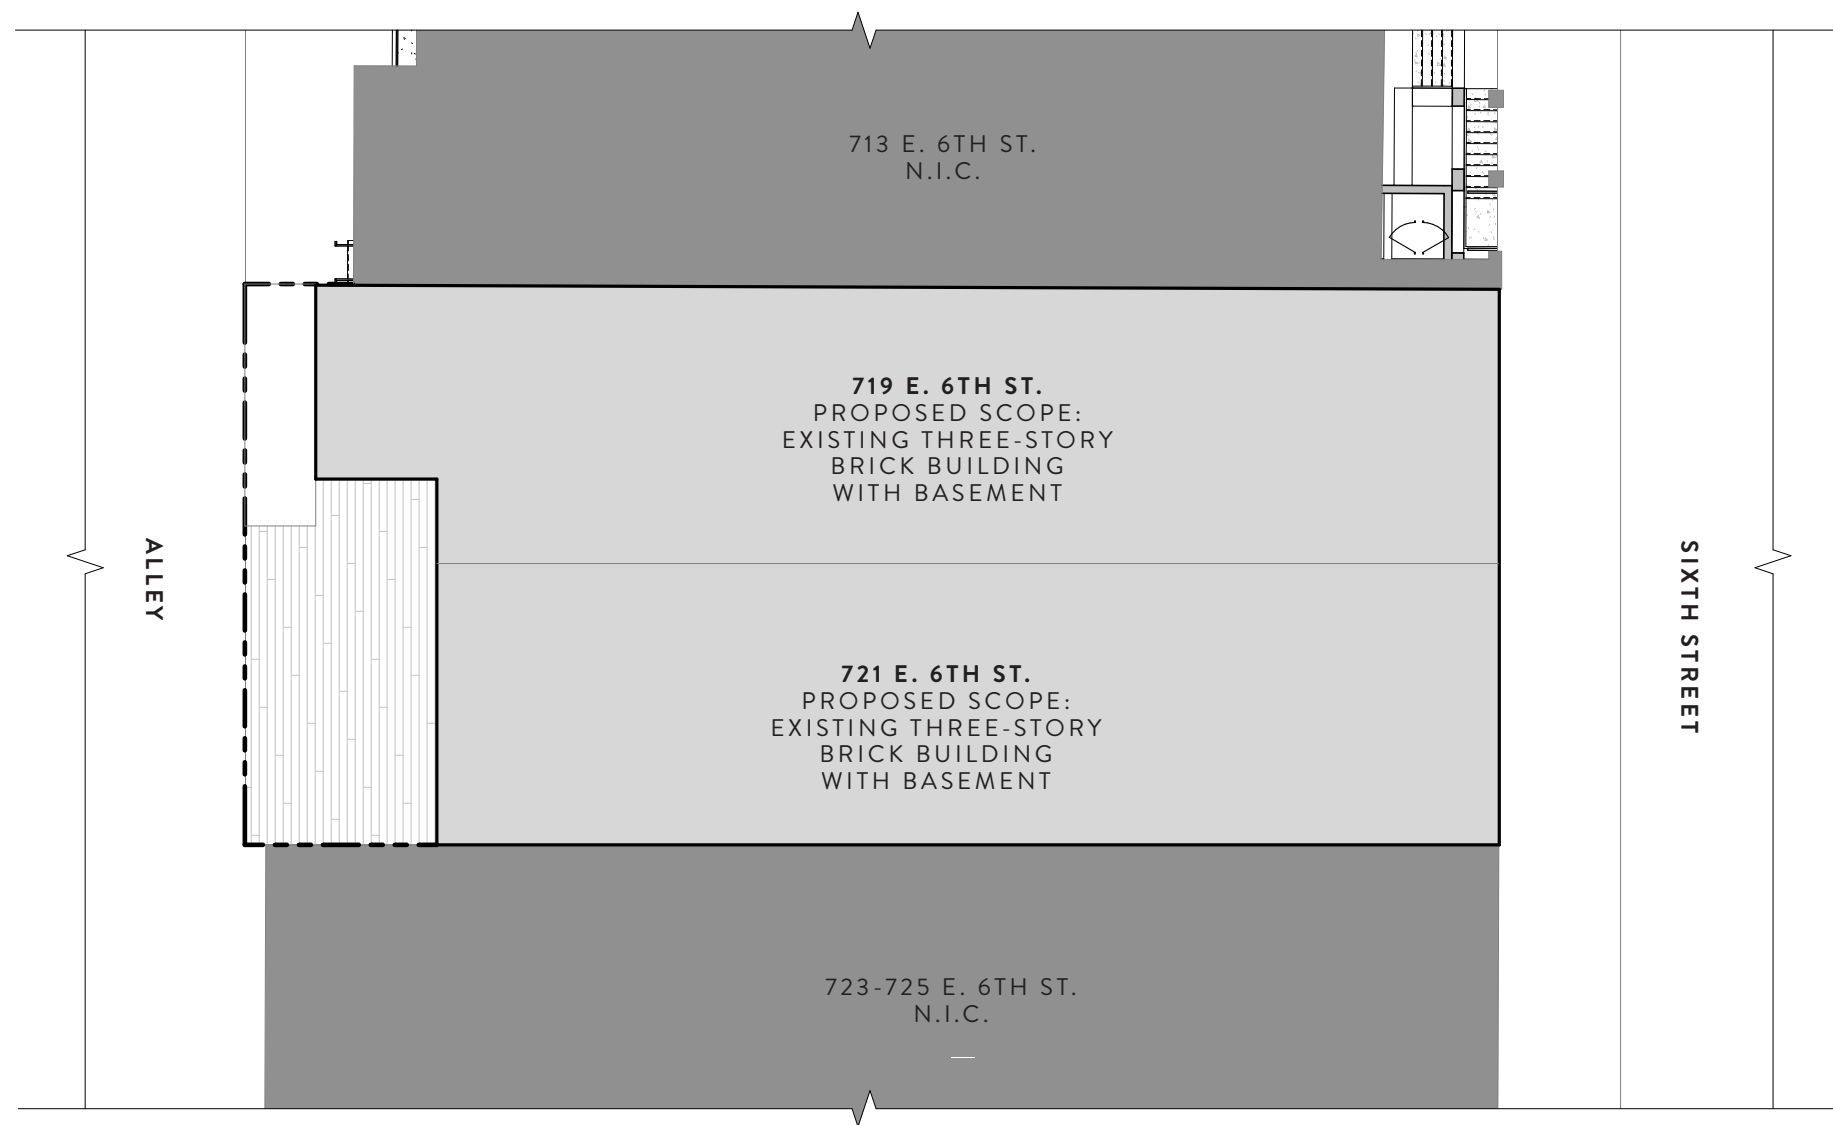 713 E. 6TH ST.
N.I.C.
719 E. 6TH ST.
PROPOSED SCOPE:
EXISTING THREE-STORY
BRICK BUILDING
WITH BASEMENT
ALLEY
SIXTH STREET
721 E. 6TH ST.
PROPOSED SCOPE:
EXISTING THREE-STORY
BRICK BUILDING
WITH BASEMENT
723-725 E. 6TH ST.
N.I.C.